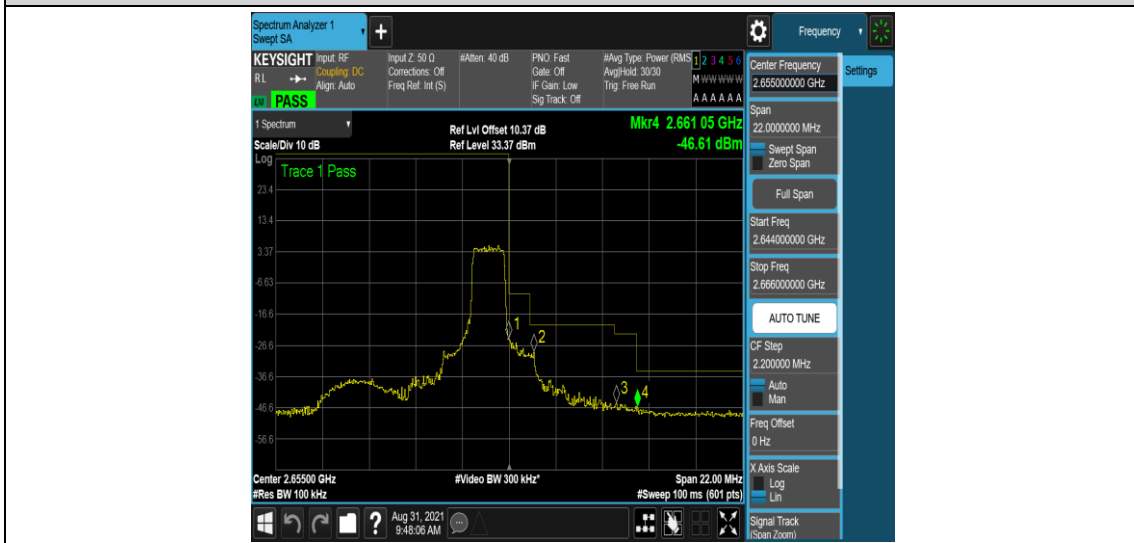 Spectrum Analyzer 1
Swept SA
+
Frequency
KEYSIGHT
RL
PASS
Input: RF
Coupling: DC
Align: Auto
Input Z: 50 Ω
Corrections: Off
Freq Ref: Int (S)
#Atten: 40 dB
PNO: Fast
Gate: Off
IF Gain: Low
Sig Track: Off
#Avg Type: Power (RMS
Avg|Hold: 30/30
Trig: Free Run
1 2 3 4 5 6
M W W W W W
A A A A A A
1 Spectrum
Scale/Div 10 dB
Ref Lvl Offset 10.37 dB
Ref Level 33.37 dBm
Mkr4 2.661 05 GHz
-46.61 dBm
Log
Trace 1 Pass
23.4
13.4
3.37
-6.63
-16.6
-26.6
-36.6
-46.6
-56.6
1
2
3
4
Center 2.65500 GHz
#Res BW 100 kHz
#Video BW 300 kHz*
Span 22.00 MHz
#Sweep 100 ms (601 pts)
?
Aug 31, 2021
9:48:06 AM
Center Frequency
2.655000000 GHz
Settings
Span
22.0000000 MHz
Swept Span
Zero Span
Full Span
Start Freq
2.644000000 GHz
Stop Freq
2.666000000 GHz
AUTO TUNE
CF Step
2.200000 MHz
Auto
Man
Freq Offset
0 Hz
X Axis Scale
Log
Lin
Signal Track
(Span Zoom)